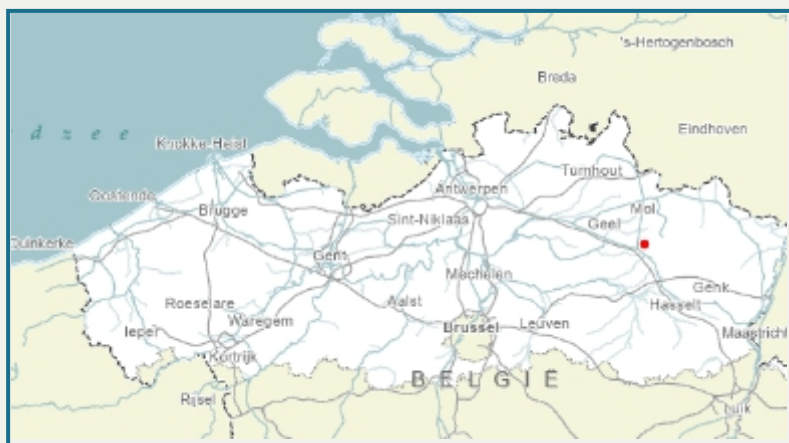 's-Hertogenbosch
Breda
Eindhoven
d z e e
Knokke-Heist
Turnhout
Antwerpen
Oostende
Brugge
Mol
Sint-Niklaas
Geel
Duinkerke
Gent
Mechelen
Genk
Roeselare
Aalst
Hasselt
Waregem
Ieper
Brussel
Leuven
Maastricht
Kortrijk
BELGIË
Rijsel
Luik